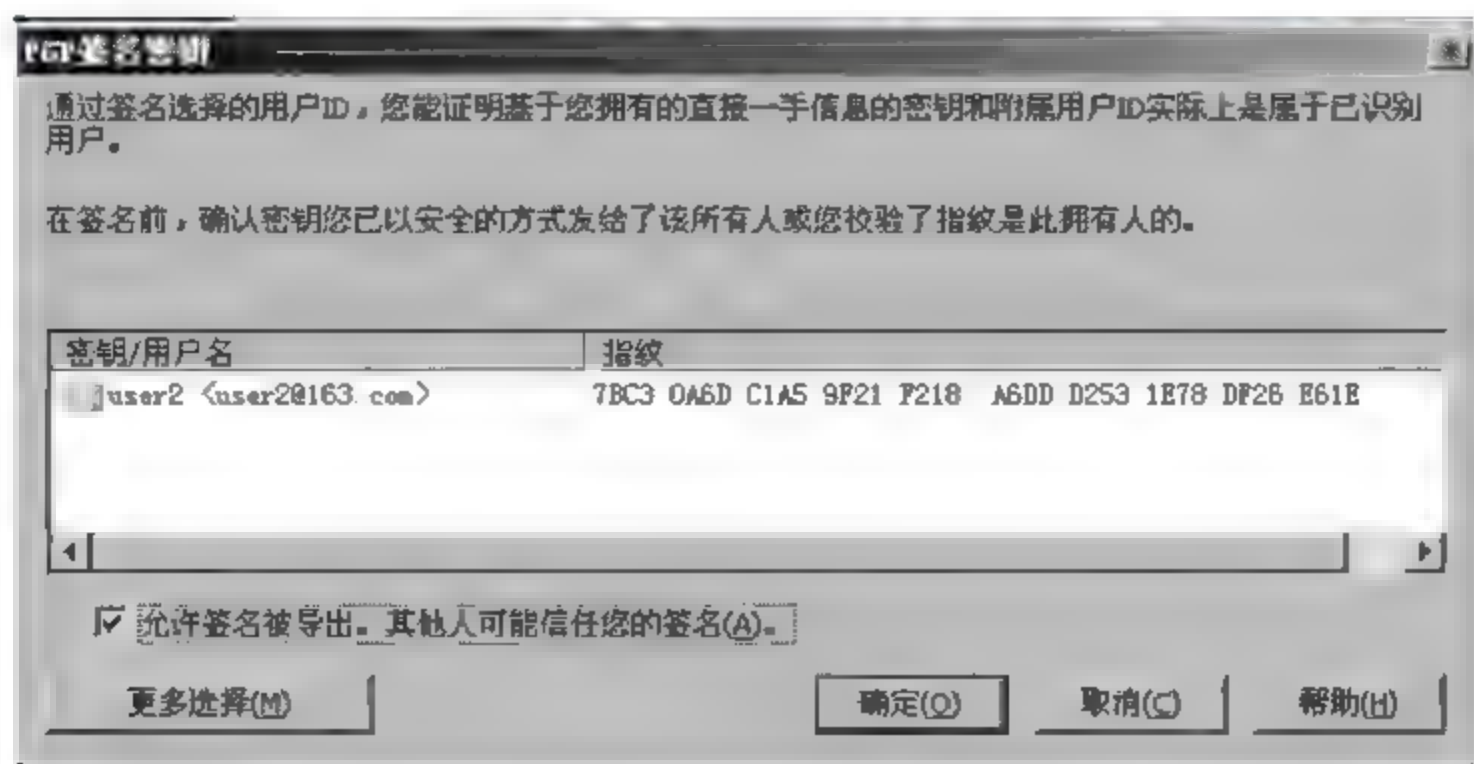 PGP签名密钥
通过签名选择的用户ID，您能证明基于您拥有的直接一手信息的密钥和附属用户ID实际上是属于已识别
用户。
在签名前，确认密钥您已以安全的方式发给了该所有人或您校验了指纹是此拥有人的。
密钥/用户名 指纹
user2 <user2@163.com> 7BC3 0A6D C1A5 9F21 F218 A6DD D253 1E78 DF26 E61E
允许签名被导出。其他人可能信任您的签名(A)。
更多选择(M) 确定(O) 取消(C) 帮助(H)